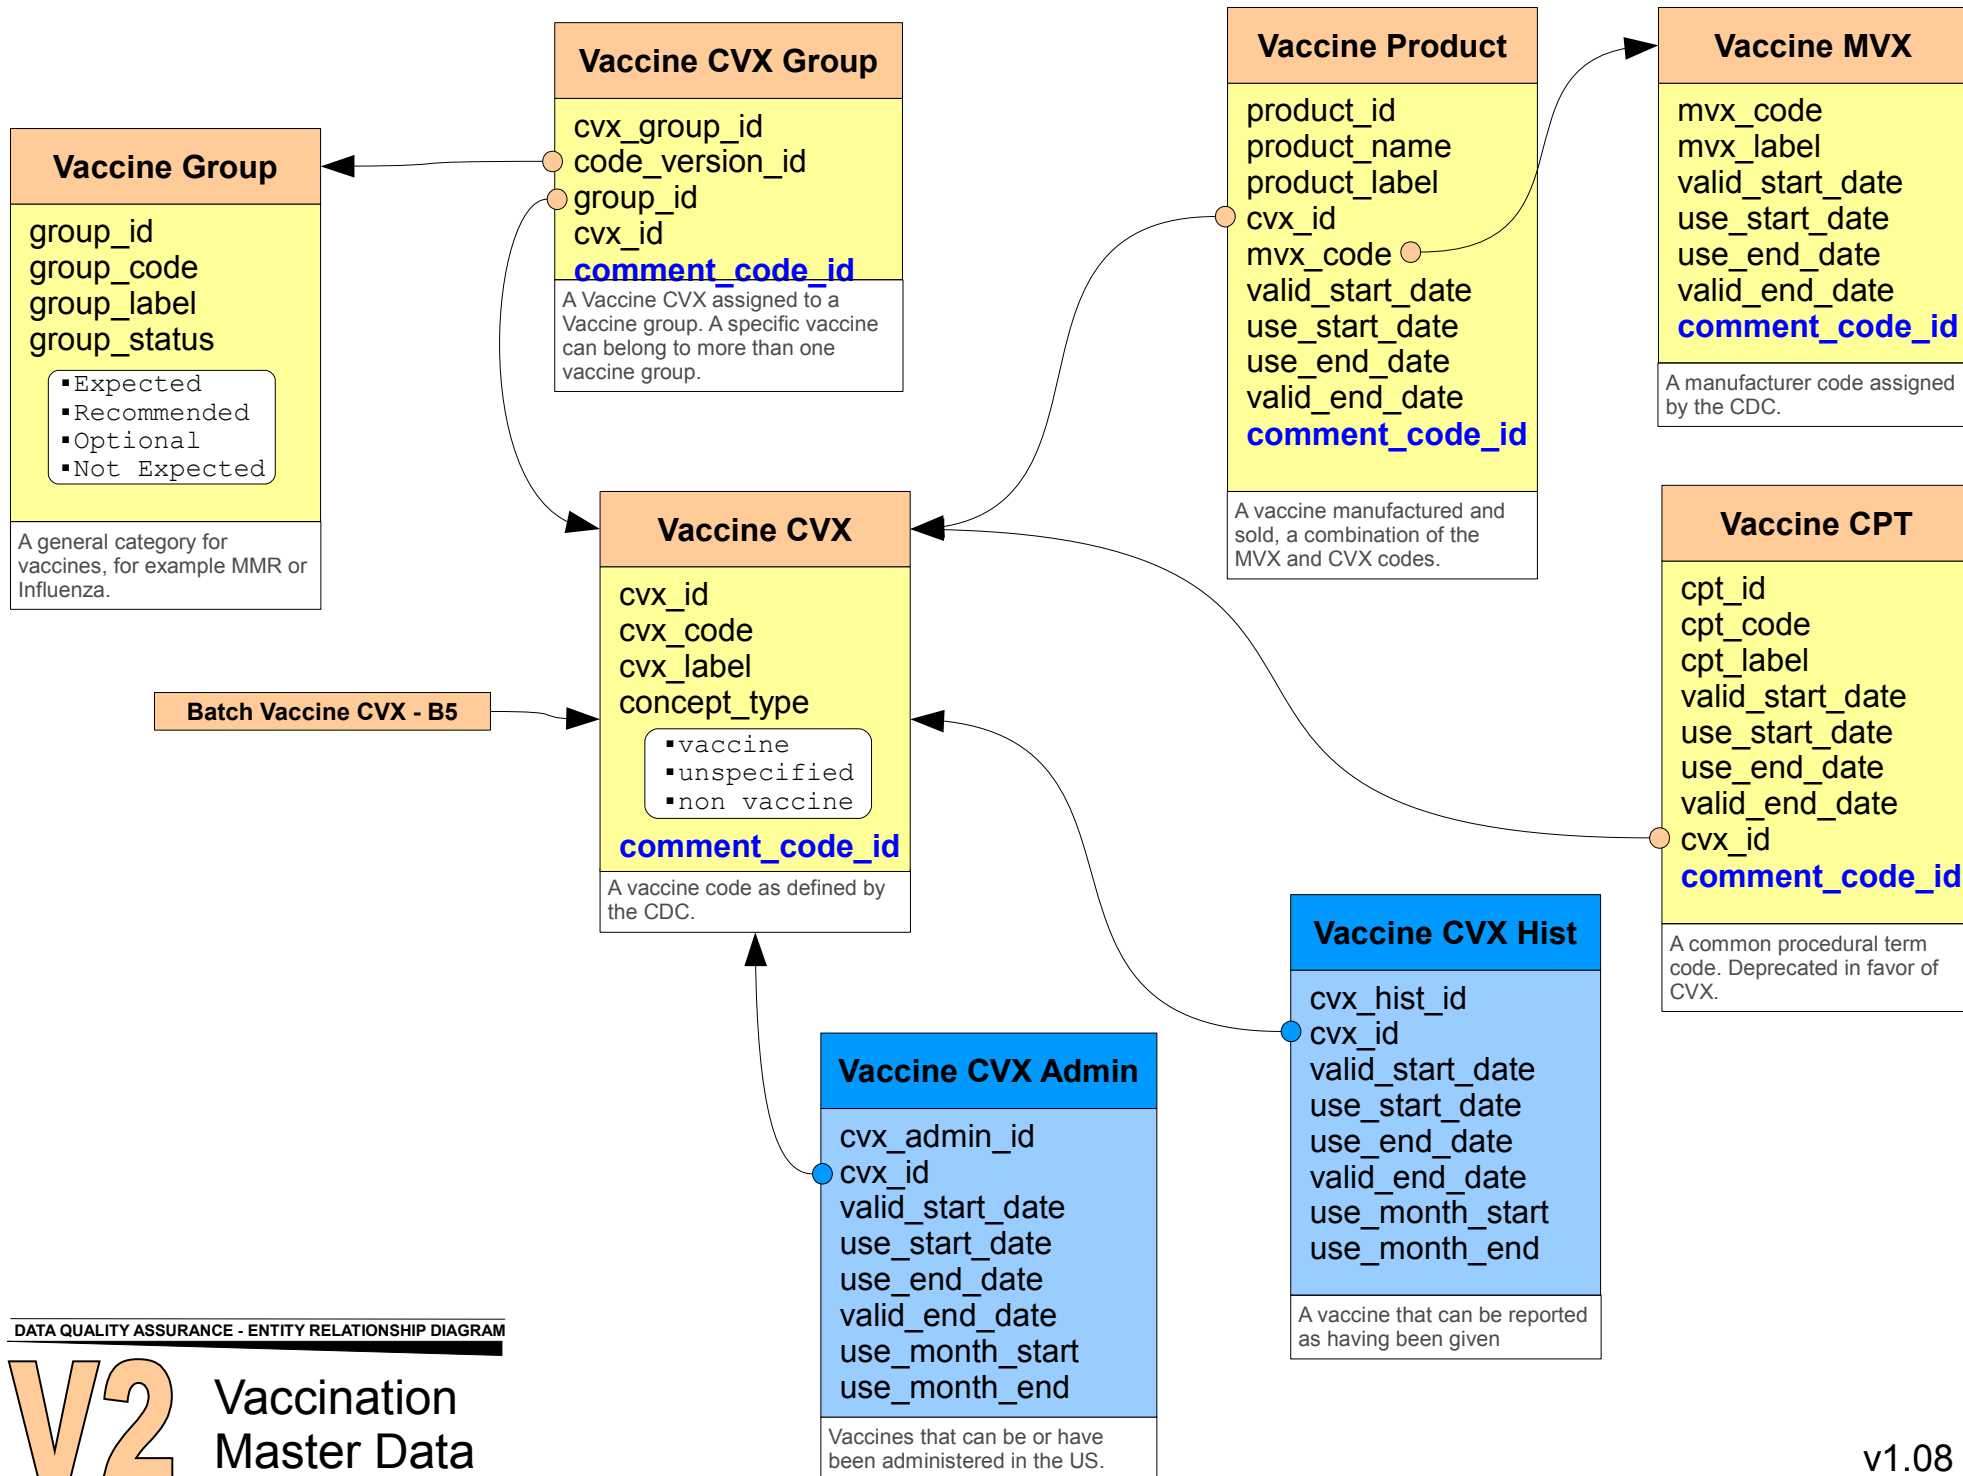 Vaccine CVX Group
cvx_group_id
code_version_id
group_id
cvx_id
comment_code_id
A Vaccine CVX assigned to a
Vaccine group. A specific vaccine
can belong to more than one
vaccine group.
Vaccine Product
product_id
product_name
product_label
cvx_id
mvx_code
valid_start_date
use_start_date
use_end_date
valid_end_date
comment_code_id
A vaccine manufactured and
sold, a combination of the
MVX and CVX codes.
Vaccine MVX
mvx_code
mvx_label
valid_start_date
use_start_date
use_end_date
valid_end_date
comment_code_id
A manufacturer code assigned
by the CDC.
Vaccine Group
group_id
group_code
group_label
group_status
▪Expected
▪Recommended
▪Optional
▪Not Expected
A general category for
vaccines, for example MMR or
Influenza.
Vaccine CVX
cvx_id
cvx_code
cvx_label
concept_type
▪vaccine
▪unspecified
▪non vaccine
comment_code_id
A vaccine code as defined by
the CDC.
Batch Vaccine CVX - B5
Vaccine CPT
cpt_id
cpt_code
cpt_label
valid_start_date
use_start_date
use_end_date
valid_end_date
cvx_id
comment_code_id
A common procedural term
code. Deprecated in favor of
CVX.
Vaccine CVX Hist
cvx_hist_id
cvx_id
valid_start_date
use_start_date
use_end_date
valid_end_date
use_month_start
use_month_end
A vaccine that can be reported
as having been given
Vaccine CVX Admin
cvx_admin_id
cvx_id
valid_start_date
use_start_date
use_end_date
valid_end_date
use_month_start
use_month_end
Vaccines that can be or have
been administered in the US.
DATA QUALITY ASSURANCE - ENTITY RELATIONSHIP DIAGRAM
V2
Vaccination
Master Data
v1.08